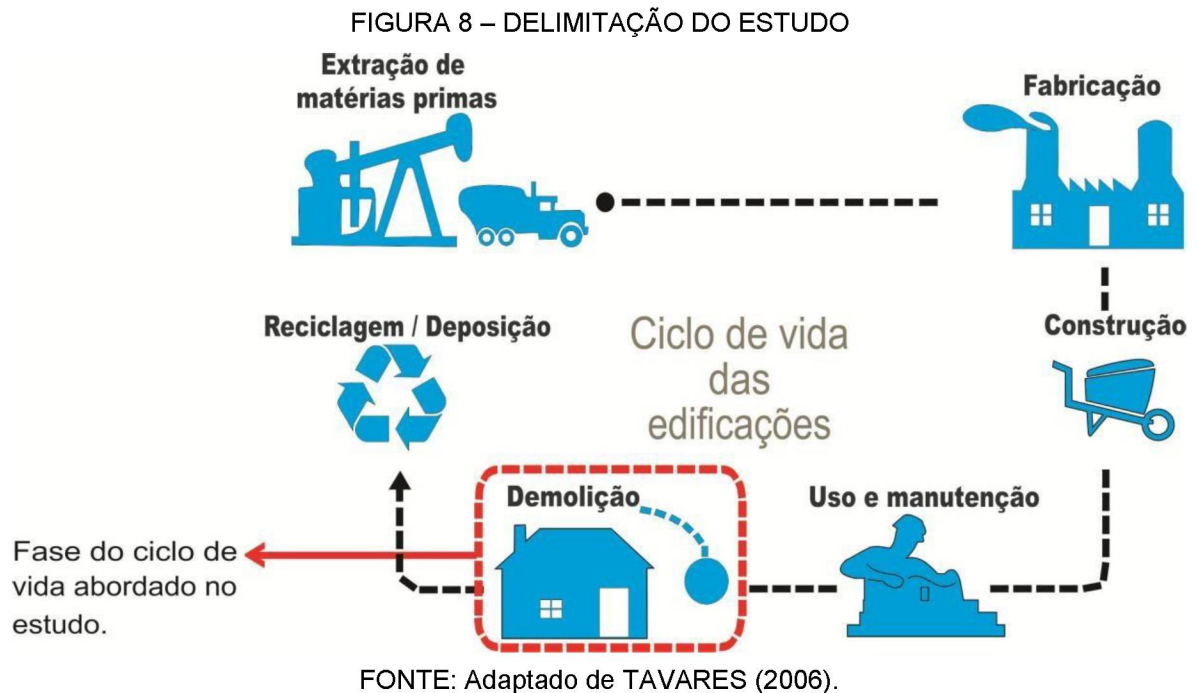 FIGURA 8 – DELIMITAÇÃO DO ESTUDO
Extração de
matérias primas
Fabricação
Reciclagem / Deposição
Ciclo de vida
das
edificações
Construção
Demolição
Uso e manutenção
Fase do ciclo de
vida abordado no
estudo.
FONTE: Adaptado de TAVARES (2006).